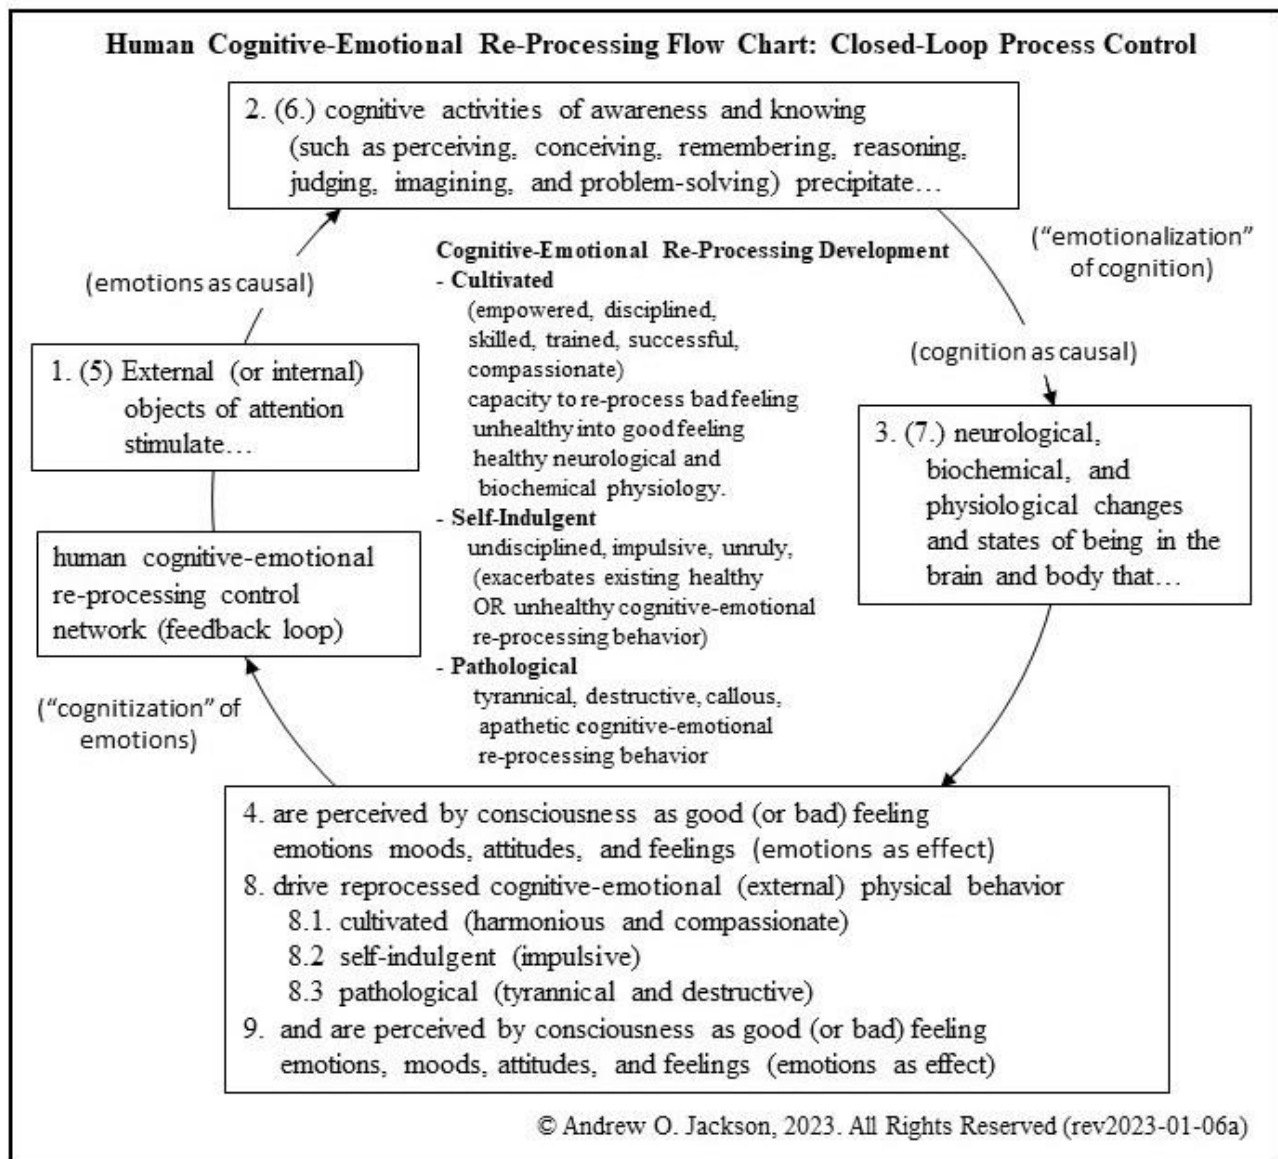 Human Cognitive-Emotional Re-Processing Flow Chart: Closed-Loop Process Control
2. (6.) cognitive activities of awareness and knowing
(such as perceiving, conceiving, remembering, reasoning,
judging, imagining, and problem-solving) precipitate…
(“emotionalization”
of cognition)
(emotions as causal)
(cognition as causal)
1. (5) External (or internal)
objects of attention
stimulate…
Cognitive-Emotional Re-Processing Development
- Cultivated
(empowered, disciplined,
skilled, trained, successful,
compassionate)
capacity to re-process bad feeling
unhealthy into good feeling
healthy neurological and
biochemical physiology.
- Self-Indulgent
undisciplined, impulsive, unruly,
(exacerbates existing healthy
OR unhealthy cognitive-emotional
re-processing behavior)
- Pathological
tyrannical, destructive, callous,
apathetic cognitive-emotional
re-processing behavior
3. (7.) neurological,
biochemical, and
physiological changes
and states of being in the
brain and body that…
human cognitive-emotional
re-processing control
network (feedback loop)
(“cognitization” of
emotions)
4. are perceived by consciousness as good (or bad) feeling
emotions moods, attitudes, and feelings (emotions as effect)
8. drive reprocessed cognitive-emotional (external) physical behavior
8.1. cultivated (harmonious and compassionate)
8.2 self-indulgent (impulsive)
8.3 pathological (tyrannical and destructive)
9. and are perceived by consciousness as good (or bad) feeling
emotions, moods, attitudes, and feelings (emotions as effect)
© Andrew O. Jackson, 2023. All Rights Reserved (rev2023-01-06a)